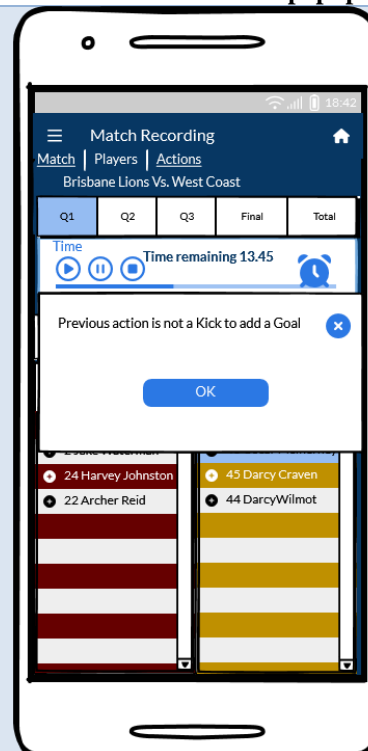 18:42
Match Recording
Match | Players | Actions
Brisbane Lions Vs. West Coast
Q1 Q2 Q3 Final Total
Time
Time remaining 13.45
Previous action is not a Kick to add a Goal
OK
24 Harvey Johnston
45 Darcy Craven
22 Archer Reid
44 DarcyWilmot